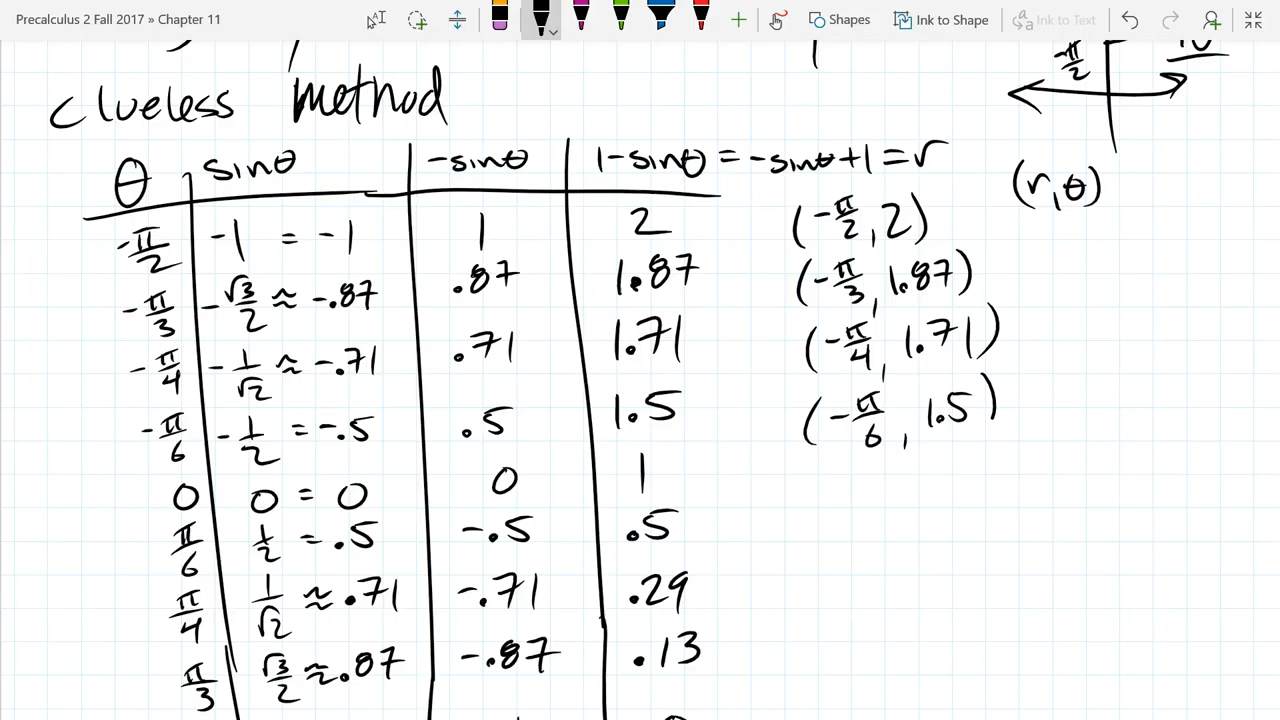 Precalculus 2 Fall 2017 » Chapter 11
Shapes
Ink to Shape
Ink to Text
-π/2
clueless method
θ sinθ -sinθ 1-sinθ = -sinθ+1 = r
(r, θ)
-π/2 -1 = -1 1 2 (-π/2, 2)
-π/3 -√3/2 ≈ -.87 .87 1.87 (-π/3, 1.87)
-π/4 -1/√2 ≈ -.71 .71 1.71 (-π/4, 1.71)
-π/6 -1/2 = -.5 .5 1.5 (-π/6, 1.5)
0 0 = 0 0 1
π/6 1/2 = .5 -.5 .5
π/4 1/√2 ≈ .71 -.71 .29
π/3 √3/2 ≈ .87 -.87 .13